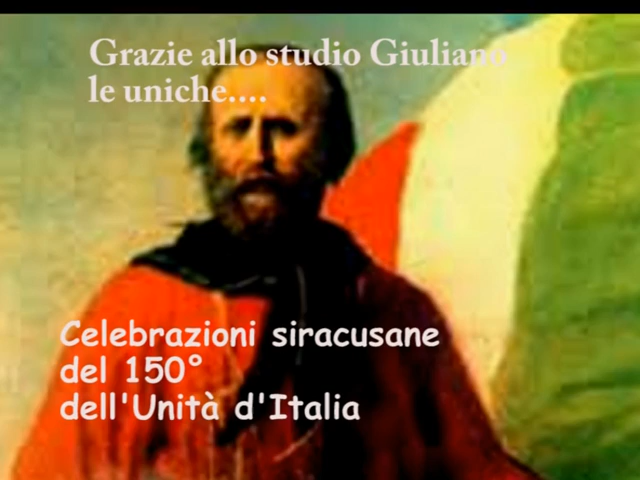 Grazie allo studio Giuliano
le uniche....
Celebrazioni siracusane
del 150°
dell'Unità d'Italia